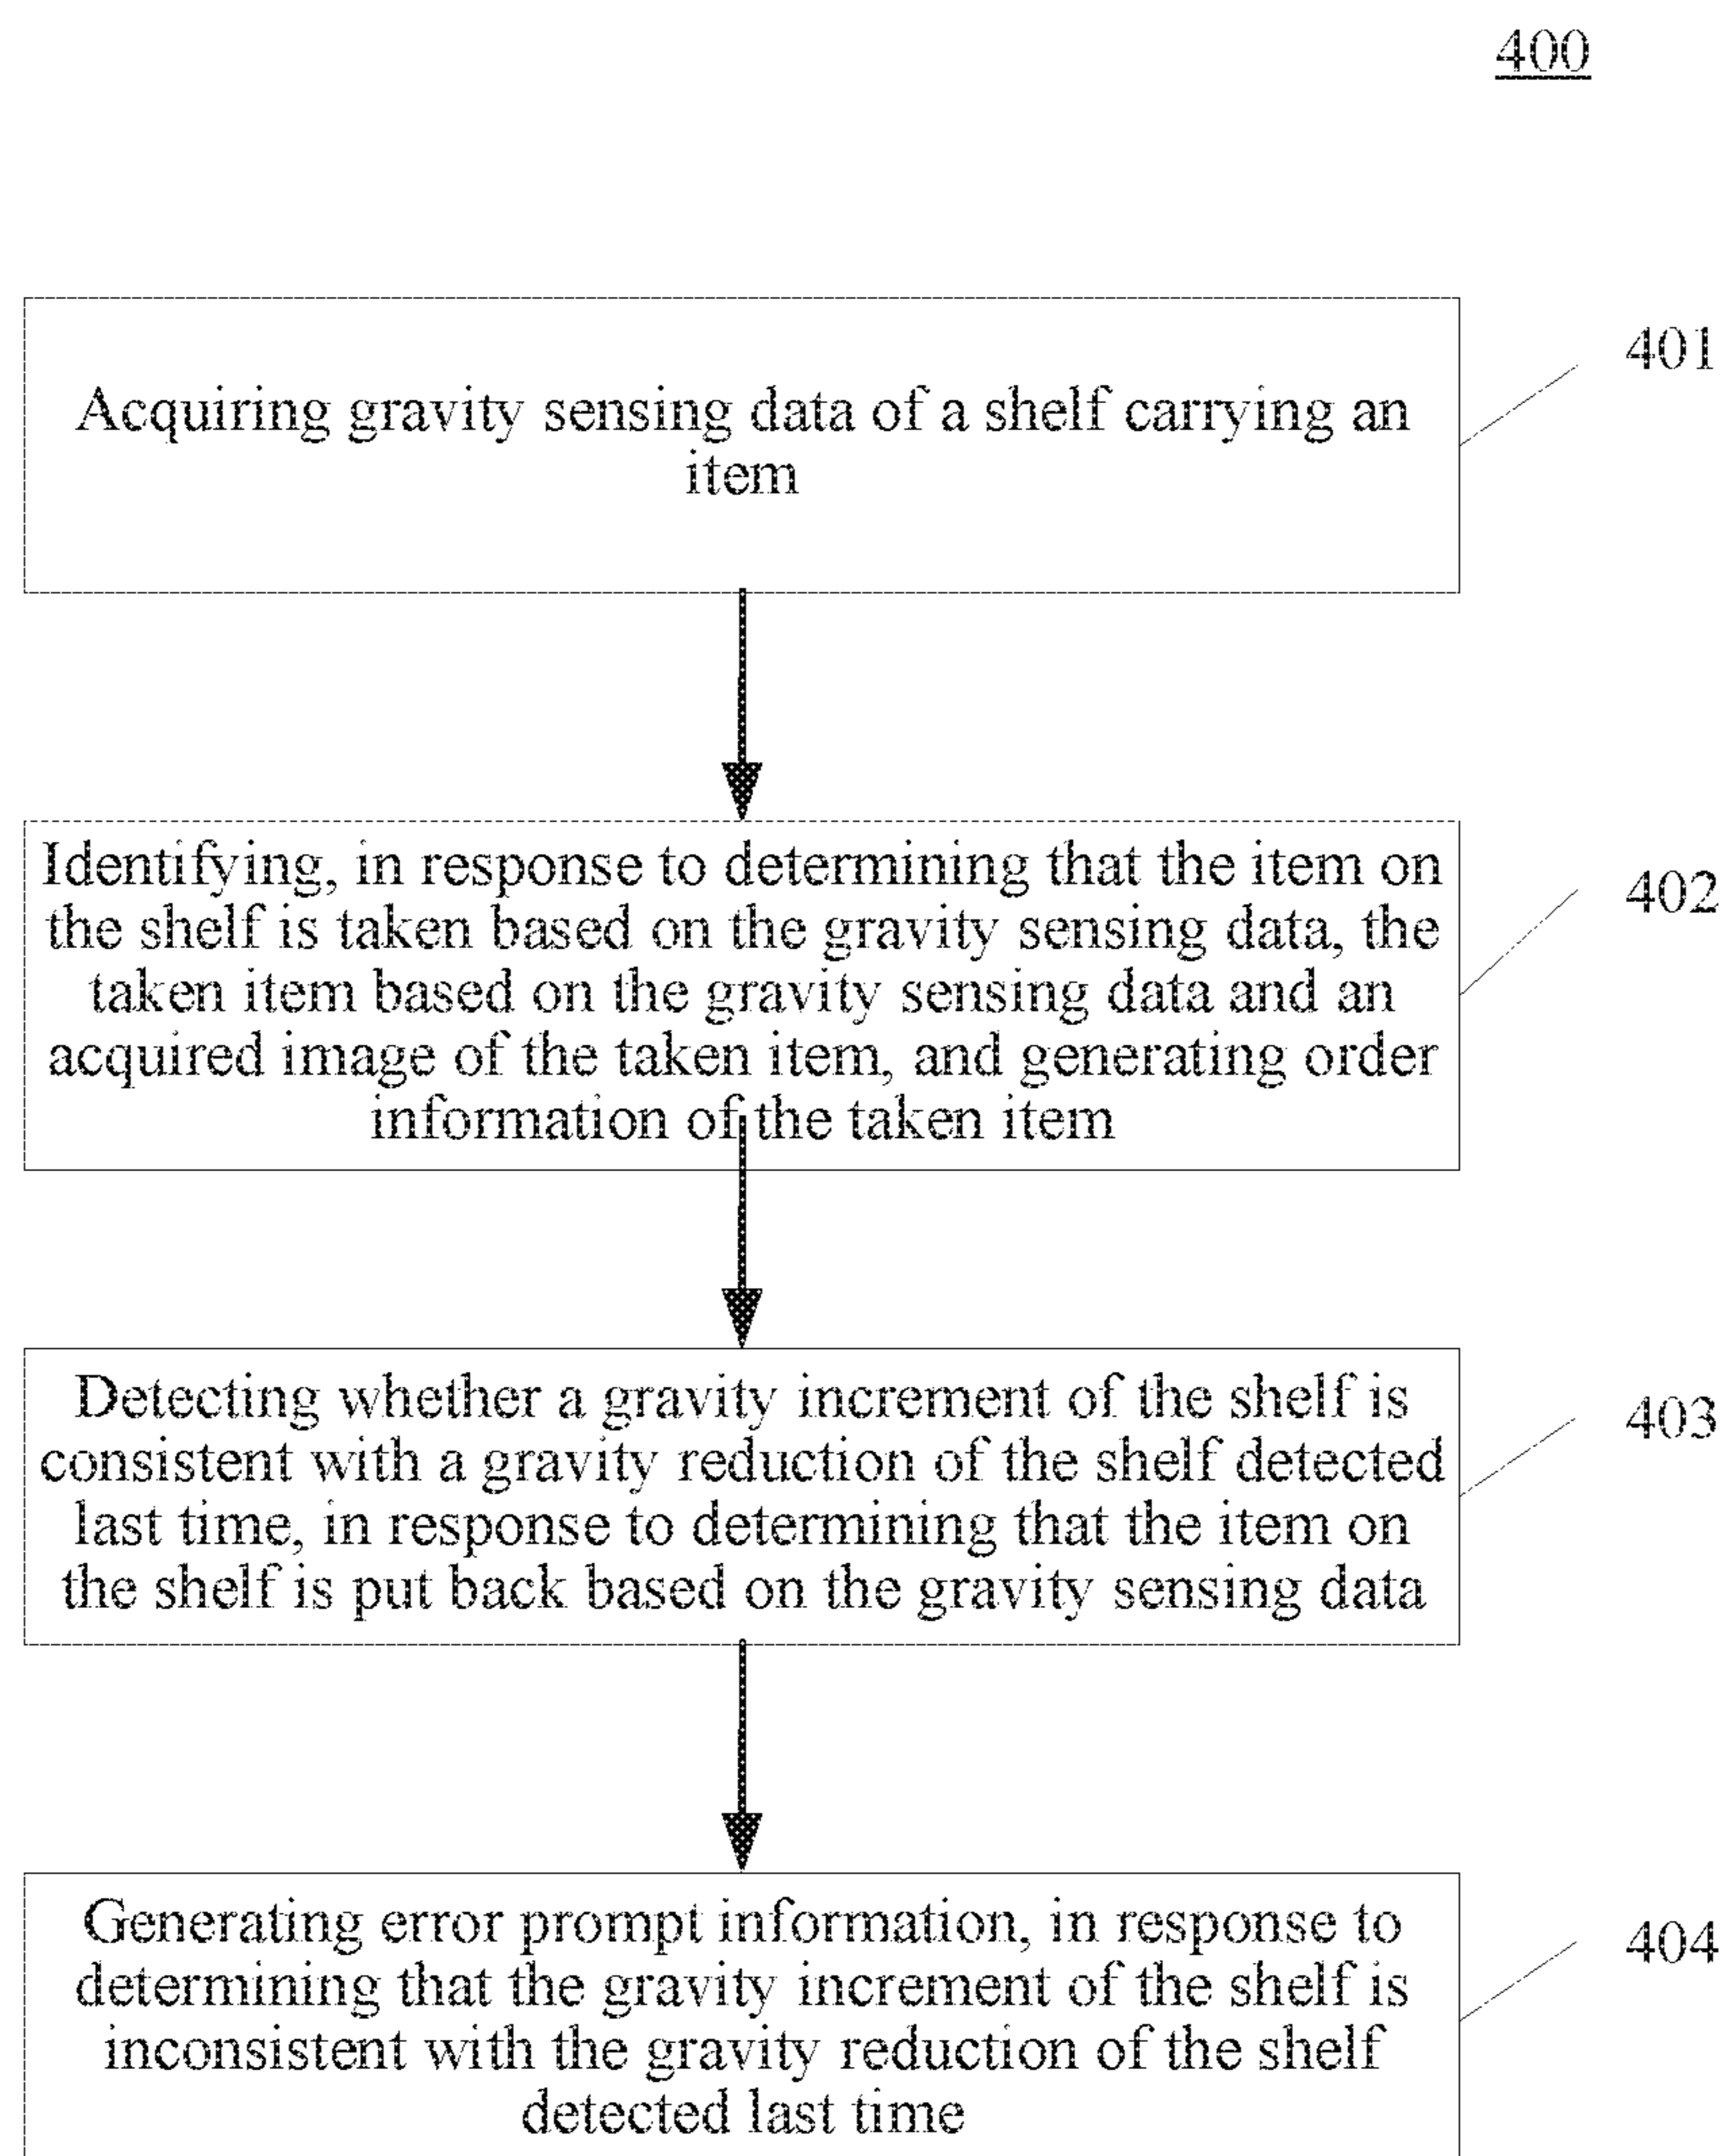 400
Acquiring gravity sensing data of a shelf carrying an
item
401
Identifying, in response to determining that the item on
the shelf is taken based on the gravity sensing data, the
taken item based on the gravity sensing data and an
acquired image of the taken item, and generating order
information of the taken item
402
Detecting whether a gravity increment of the shelf is
consistent with a gravity reduction of the shelf detected
last time, in response to determining that the item on
the shelf is put back based on the gravity sensing data
403
Generating error prompt information, in response to
determining that the gravity increment of the shelf is
inconsistent with the gravity reduction of the shelf
detected last time
404